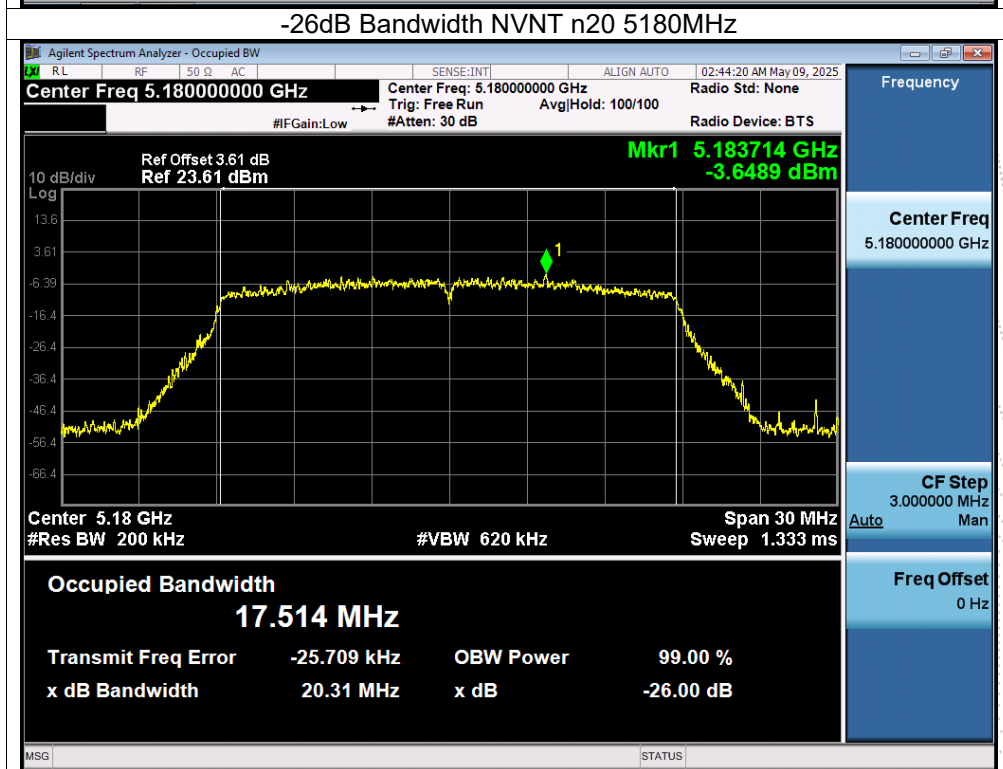 -26dB Bandwidth NVNT n20 5180MHz
Agilent Spectrum Analyzer - Occupied BW
LXI RL RF 50 Ω AC SENSE:INT ALIGN AUTO 02:44:20 AM May 09, 2025
Center Freq 5.180000000 GHz
Center Freq: 5.180000000 GHz
Radio Std: None
Trig: Free Run Avg|Hold: 100/100
#IFGain:Low #Atten: 30 dB Radio Device: BTS
Frequency
Ref Offset 3.61 dB
10 dB/div Ref 23.61 dBm
Mkr1 5.183714 GHz
-3.6489 dBm
Log
13.6
3.61
-6.39
-16.4
-26.4
-36.4
-46.4
-56.4
-66.4
1
Center 5.18 GHz Span 30 MHz
#Res BW 200 kHz #VBW 620 kHz Sweep 1.333 ms
Center Freq
5.180000000 GHz
CF Step
3.000000 MHz
Auto Man
Freq Offset
0 Hz
Occupied Bandwidth
17.514 MHz
Transmit Freq Error -25.709 kHz OBW Power 99.00 %
x dB Bandwidth 20.31 MHz x dB -26.00 dB
MSG STATUS